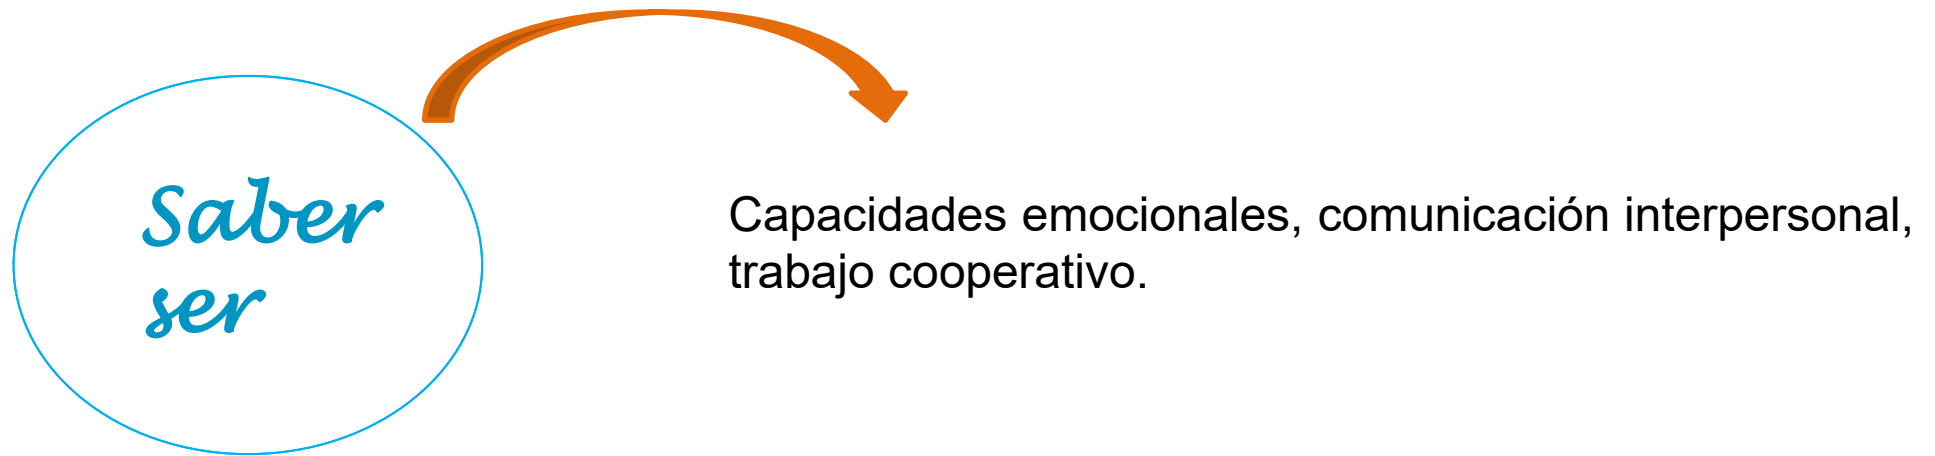 Saber
ser
Capacidades emocionales, comunicación interpersonal,
trabajo cooperativo.